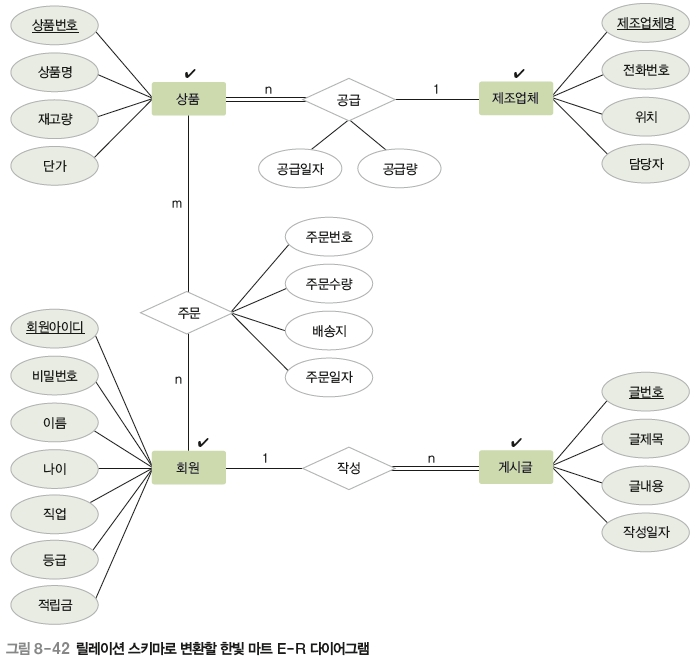 상품번호
상품명
재고량
단가
상품
n
공급
1
제조업체
공급일자
공급량
제조업체명
전화번호
위치
담당자
m
주문
주문번호
주문수량
배송지
주문일자
n
회원아이디
비밀번호
이름
나이
직업
등급
적립금
회원
1
작성
n
게시글
글번호
글제목
글내용
작성일자
그림 8-42 릴레이션 스키마로 변환할 한빛 마트 E-R 다이어그램